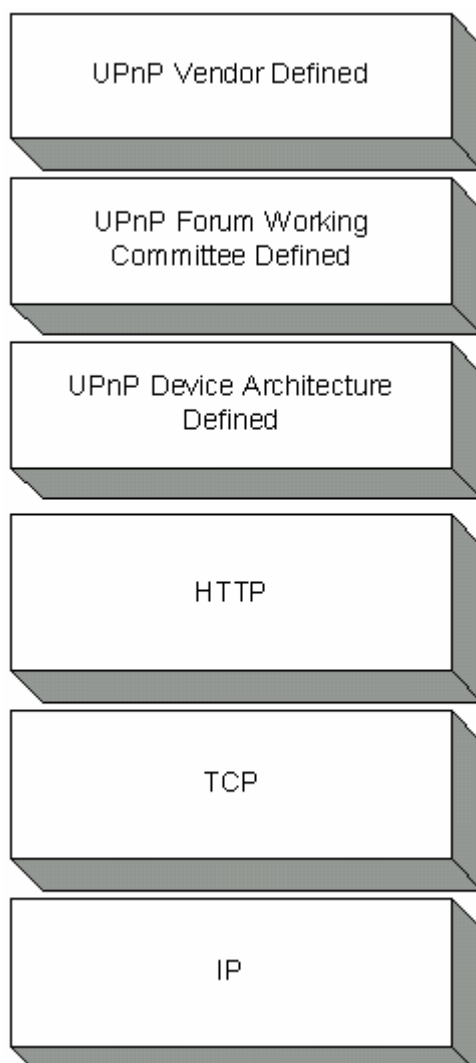 UPnP Vendor Defined
UPnP Forum Working
Committee Defined
UPnP Device Architecture
Defined
HTTP
TCP
IP